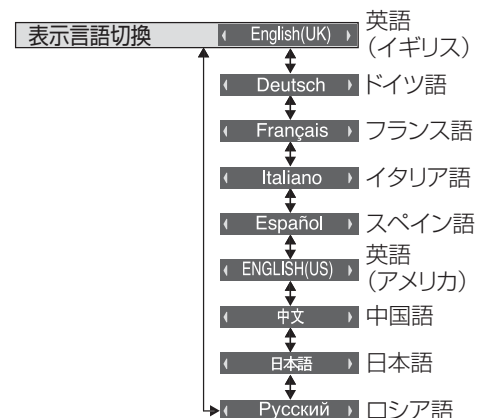 表示言語切換 English(UK) 英語
(イギリス)
Deutsch ドイツ語
Français フランス語
Italiano イタリア語
Español スペイン語
ENGLISH(US) 英語
(アメリカ)
中文 中国語
日本語 日本語
Русский ロシア語